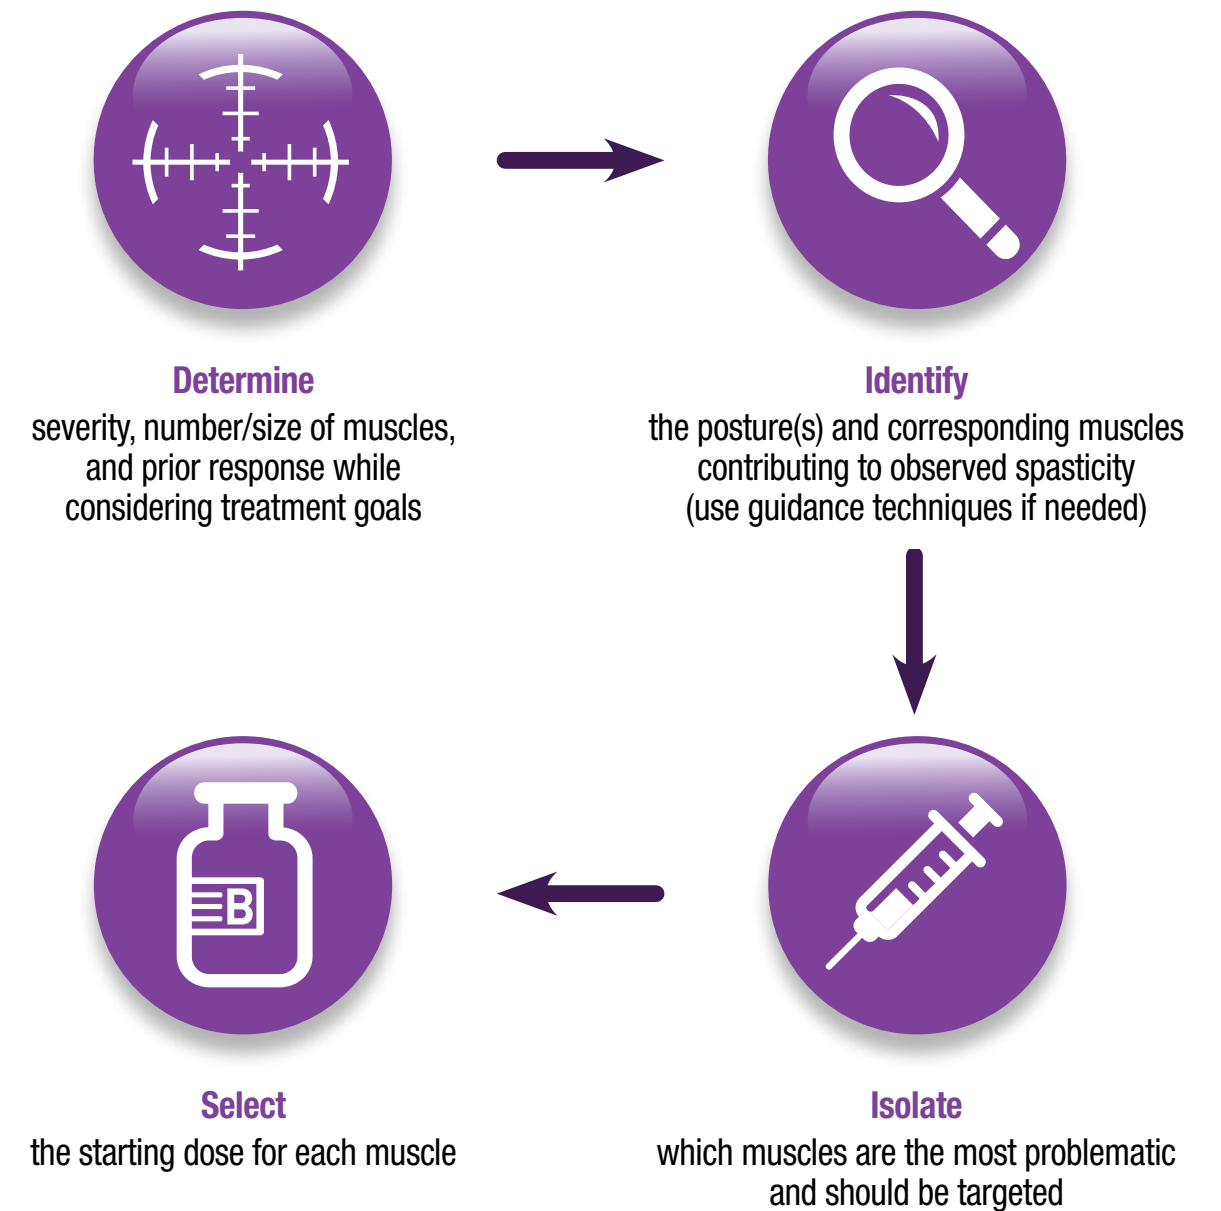 Determine
severity, number/size of muscles,
and prior response while
considering treatment goals
Identify
the posture(s) and corresponding muscles
contributing to observed spasticity
(use guidance techniques if needed)
B
Select
the starting dose for each muscle
Isolate
which muscles are the most problematic
and should be targeted